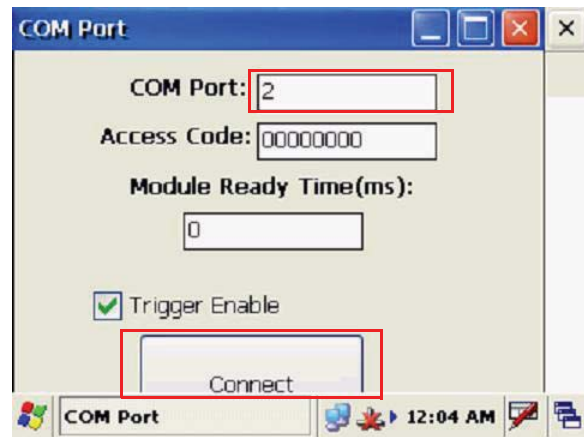 COM Port
COM Port: 2
Access Code: 00000000
Module Ready Time(ms):
0
Trigger Enable
Connect
COM Port 12:04 AM